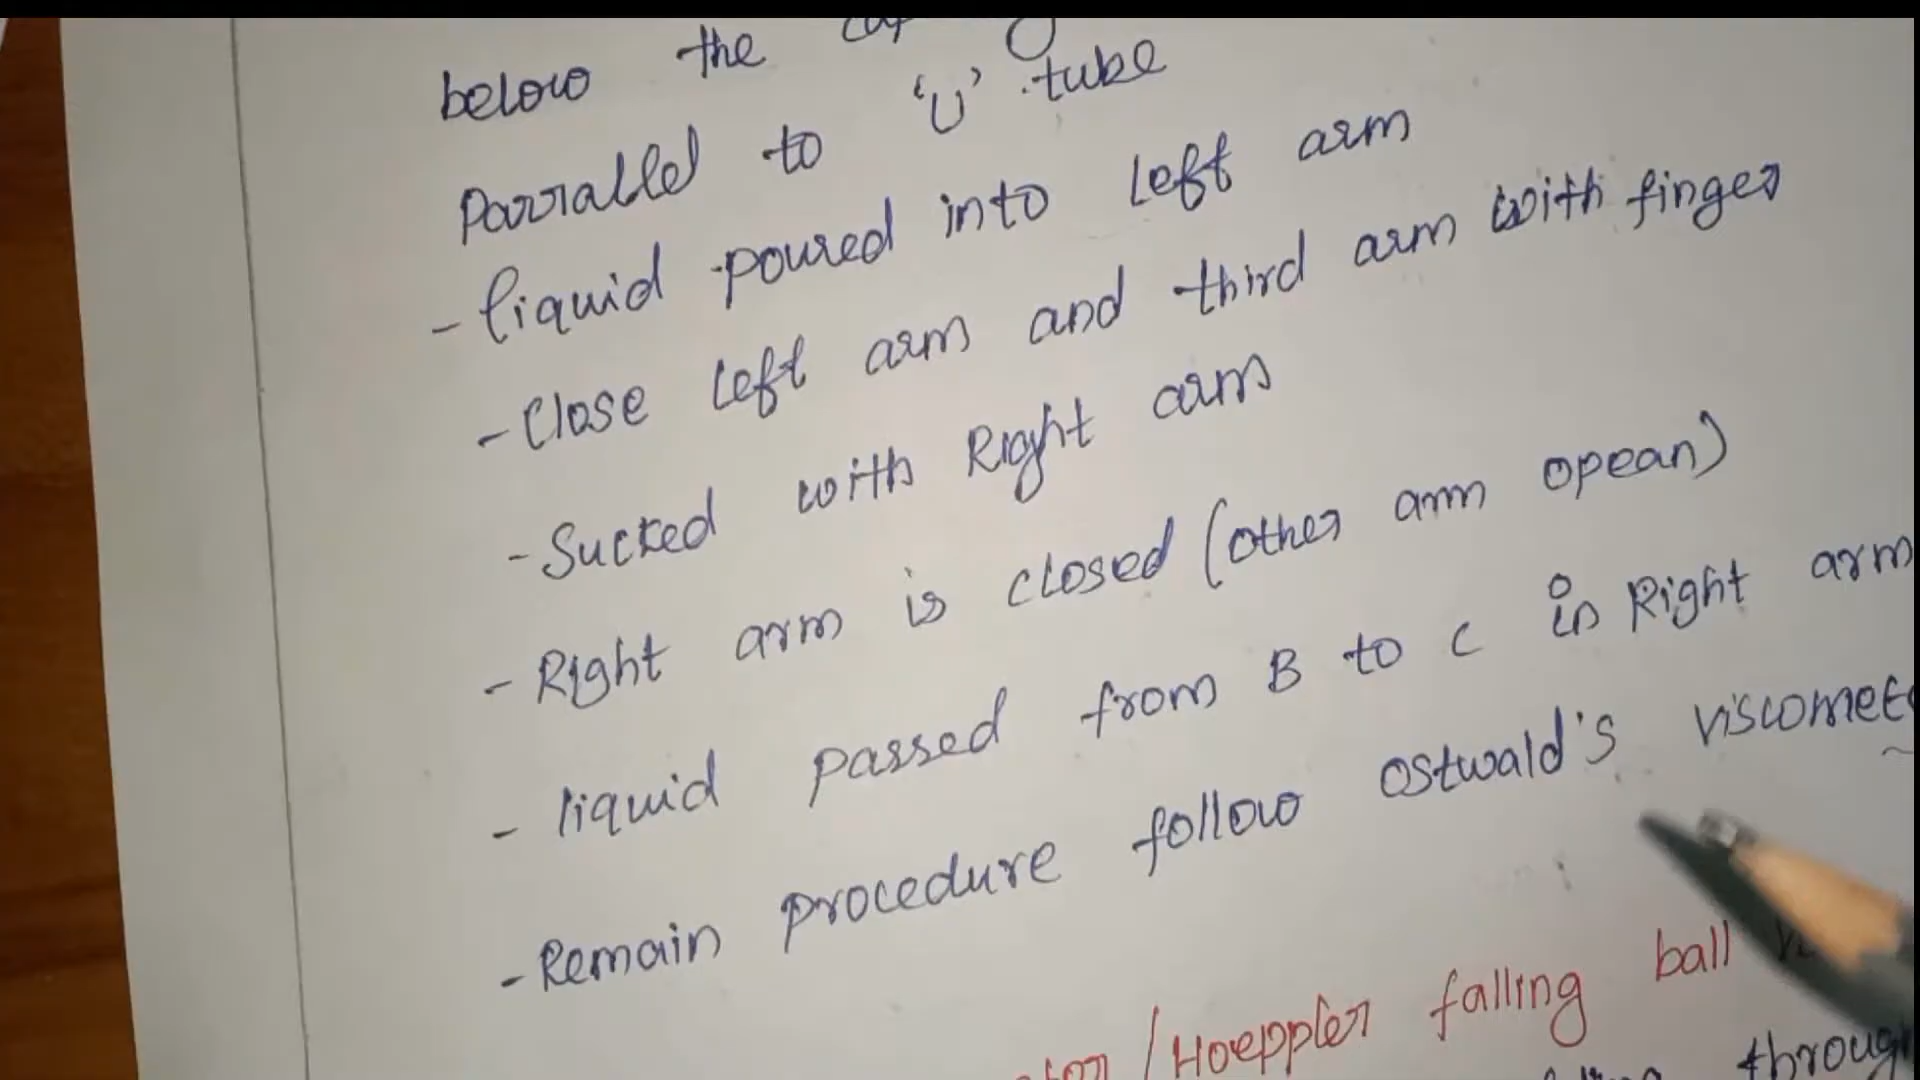 below the
Parralled to 'U' tube
- liquid poured into left arm
- Close left arm and third arm with finger
- Sucked with Right arm
- Right arm is closed (other arm opean)
- liquid passed from B to C in Right arm
- Remain procedure follow ostwald's
/Hoeppler falling ball
through